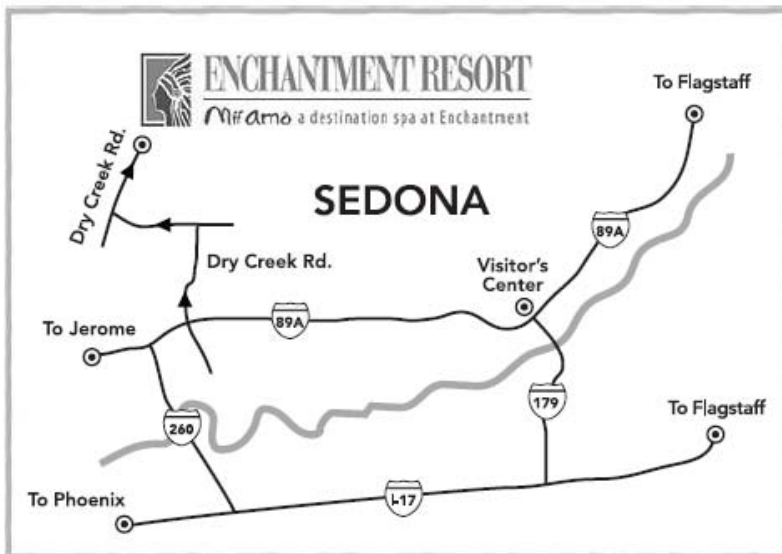 ENCHANTMENT RESORT
Mii amo a destination spa at Enchantment
To Flagstaff
Dry Creek Rd.
SEDONA
89A
Dry Creek Rd.
Visitor's
Center
To Jerome
89A
179
To Flagstaff
260
To Phoenix
I-17